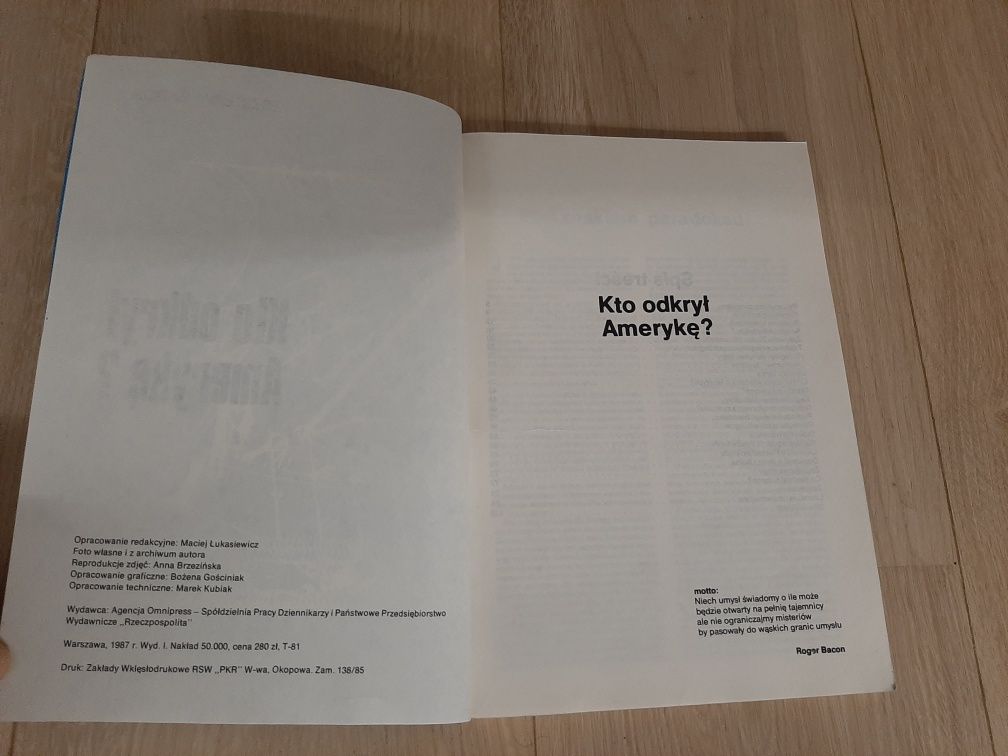 Opracowanie redakcyjne: Maciej Łukasiewicz
Foto własne i z archiwum autora
Reprodukcje zdjęć: Anna Brzezińska
Opracowanie graficzne: Bożena Gościniak
Opracowanie techniczne: Marek Kubiak
Wydawca: Agencja Omnipress – Spółdzielnia Pracy Dziennikarzy i Państwowe Przedsiębiorstwo
Wydawnicze „Rzeczpospolita”
Warszawa, 1987 r. Wyd. I. Nakład 50.000, cena 280 zł, T-81
Druk: Zakłady Wklęsłodrukowe RSW „PKR” W-wa, Okopowa. Zam. 138/85
Spis treści
Kto odkrył
Amerykę?
motto:
Niech umysł świadomy o ile może
będzie otwarty na pełnię tajemnicy
ale nie ograniczajmy misteriów
by pasowały do wąskich granic umysłu
Roger Bacon